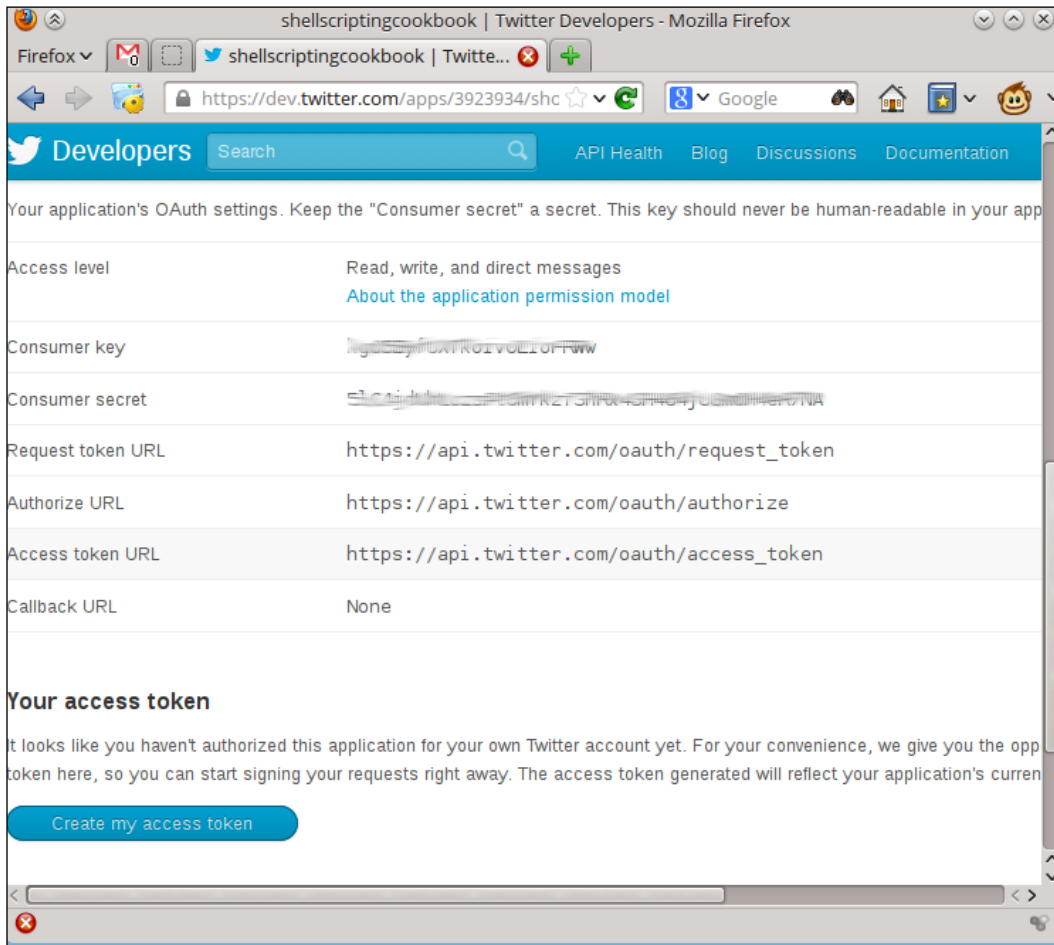 shellscriptingcookbook | Twitter Developers - Mozilla Firefox
Firefox
0
shellscriptingcookbook | Twitte...
https://dev.twitter.com/apps/3923934/sho
8 Google
Developers Search API Health Blog Discussions Documentation
Your application's OAuth settings. Keep the "Consumer secret" a secret. This key should never be human-readable in your app
Access level Read, write, and direct messages
About the application permission model
Consumer key
Consumer secret
Request token URL https://api.twitter.com/oauth/request_token
Authorize URL https://api.twitter.com/oauth/authorize
Access token URL https://api.twitter.com/oauth/access_token
Callback URL None
Your access token
It looks like you haven't authorized this application for your own Twitter account yet. For your convenience, we give you the opp
token here, so you can start signing your requests right away. The access token generated will reflect your application's curren
Create my access token